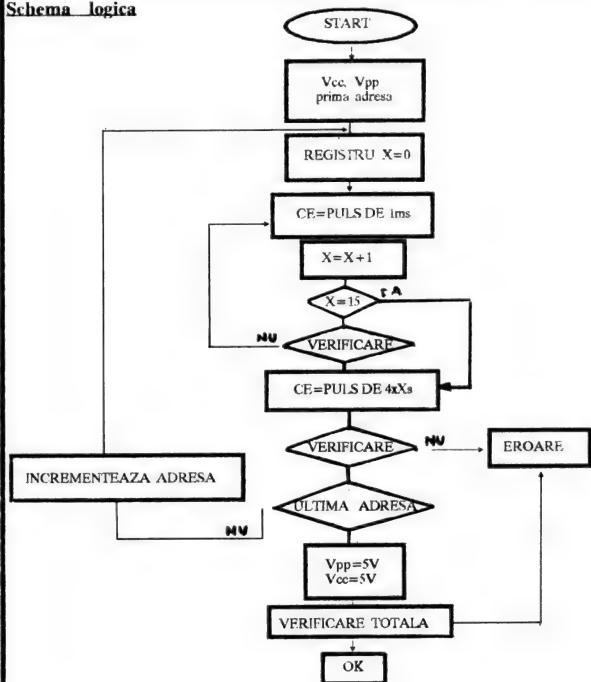 Schema logica
START
Vcc, Vpp
prima adresa
REGISTRU X=0
CE=PULS DE 1ms
X=X+1
X=15
DA
NU
VERIFICARE
CE=PULS DE 4xXs
VERIFICARE
NU
EROARE
INCREMENTEAZA ADRESA
ULTIMA ADRESA
NU
Vpp=5V
Vcc=5V
VERIFICARE TOTALA
OK